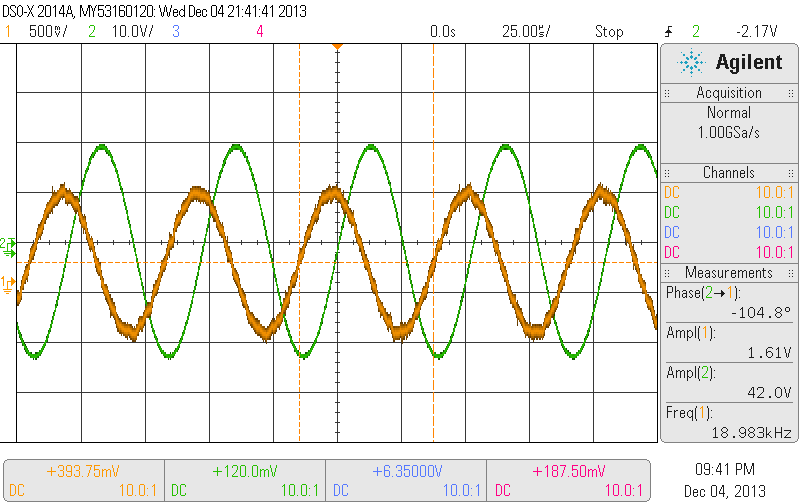 DSO-X 2014A, MY53160120: Wed Dec 04 21:41:41 2013
1 500mV/ 2 10.0V/ 3 4 0.0s 25.00us/ Stop 2 -2.17V
Agilent
Acquisition
Normal
1.00GSa/s
Channels
DC 10.0:1
DC 10.0:1
DC 10.0:1
DC 10.0:1
Measurements
Phase(2→1):
-104.8°
Ampl(1):
1.61V
Ampl(2):
42.0V
Freq(1):
18.983kHz
2
1
+393.75mV +120.0mV +6.35000V +187.50mV
DC 10.0:1 DC 10.0:1 DC 10.0:1 DC 10.0:1
09:41 PM
Dec 04, 2013